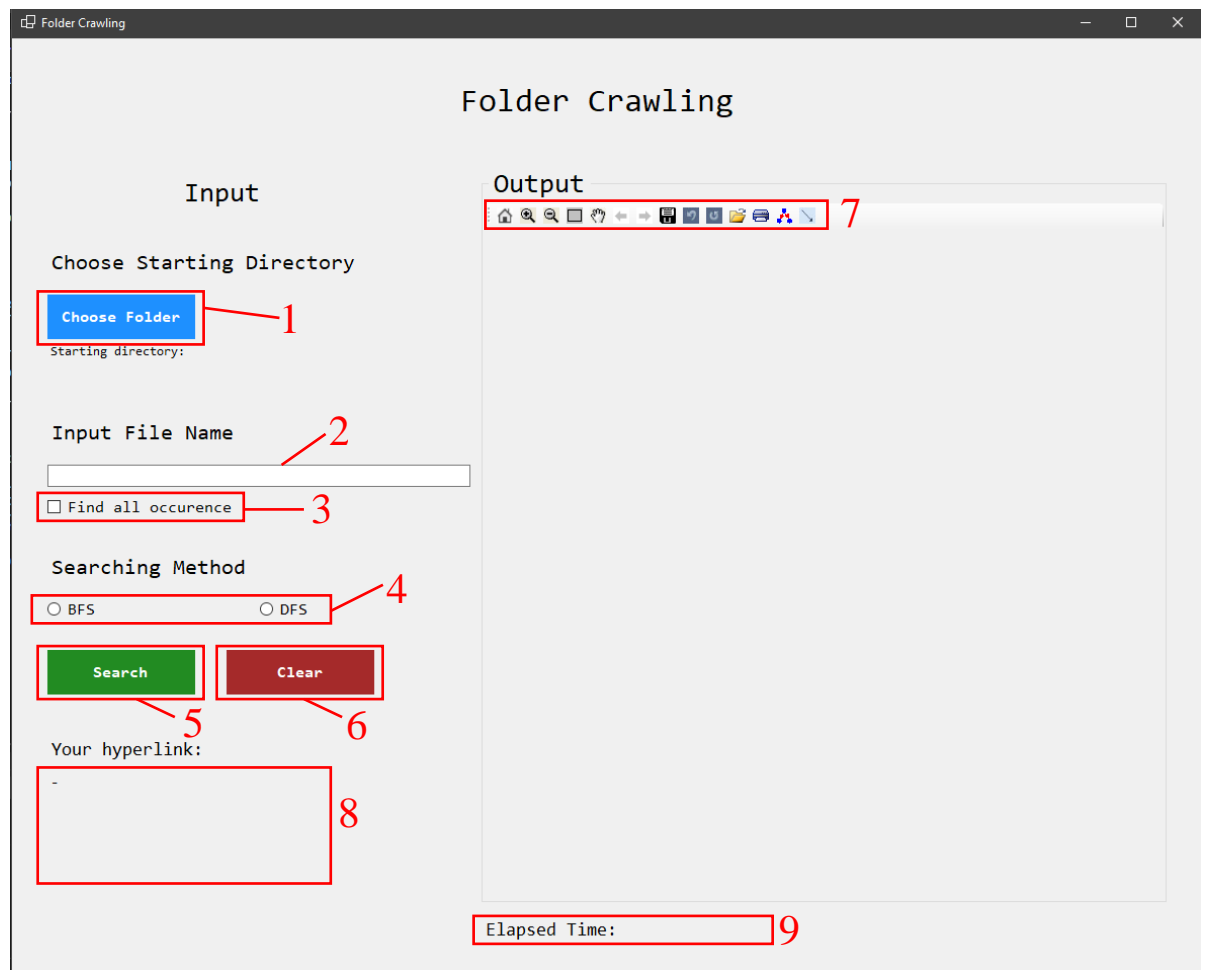 Folder Crawling
Folder Crawling
Input
Output
7
Choose Starting Directory
Choose Folder
1
Starting directory:
Input File Name
2
Find all occurence
3
Searching Method
4
BFS
DFS
Search
Clear
5
6
Your hyperlink:
-
8
Elapsed Time:
9